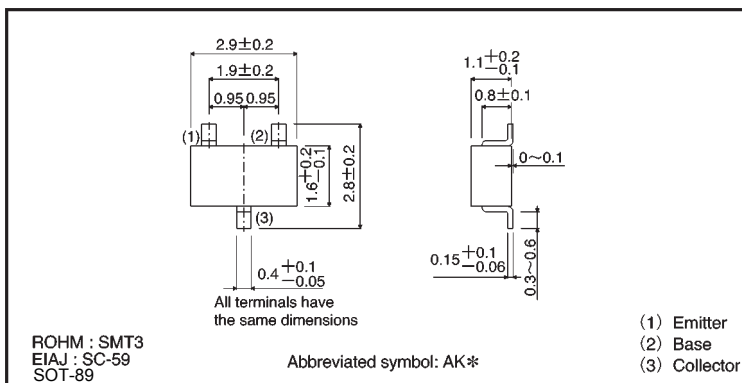 2.9±0.2
1.9±0.2
0.95 0.95
(1) (2)
(3)
1.6+0.2−0.1
2.8±0.2
0.4+0.1−0.05
All terminals have
the same dimensions
1.1+0.2−0.1
0.8±0.1
0~0.1
0.15+0.1−0.06
0.3~0.6
ROHM : SMT3
EIAJ : SC-59
SOT-89
Abbreviated symbol: AK*
(1) Emitter
(2) Base
(3) Collector